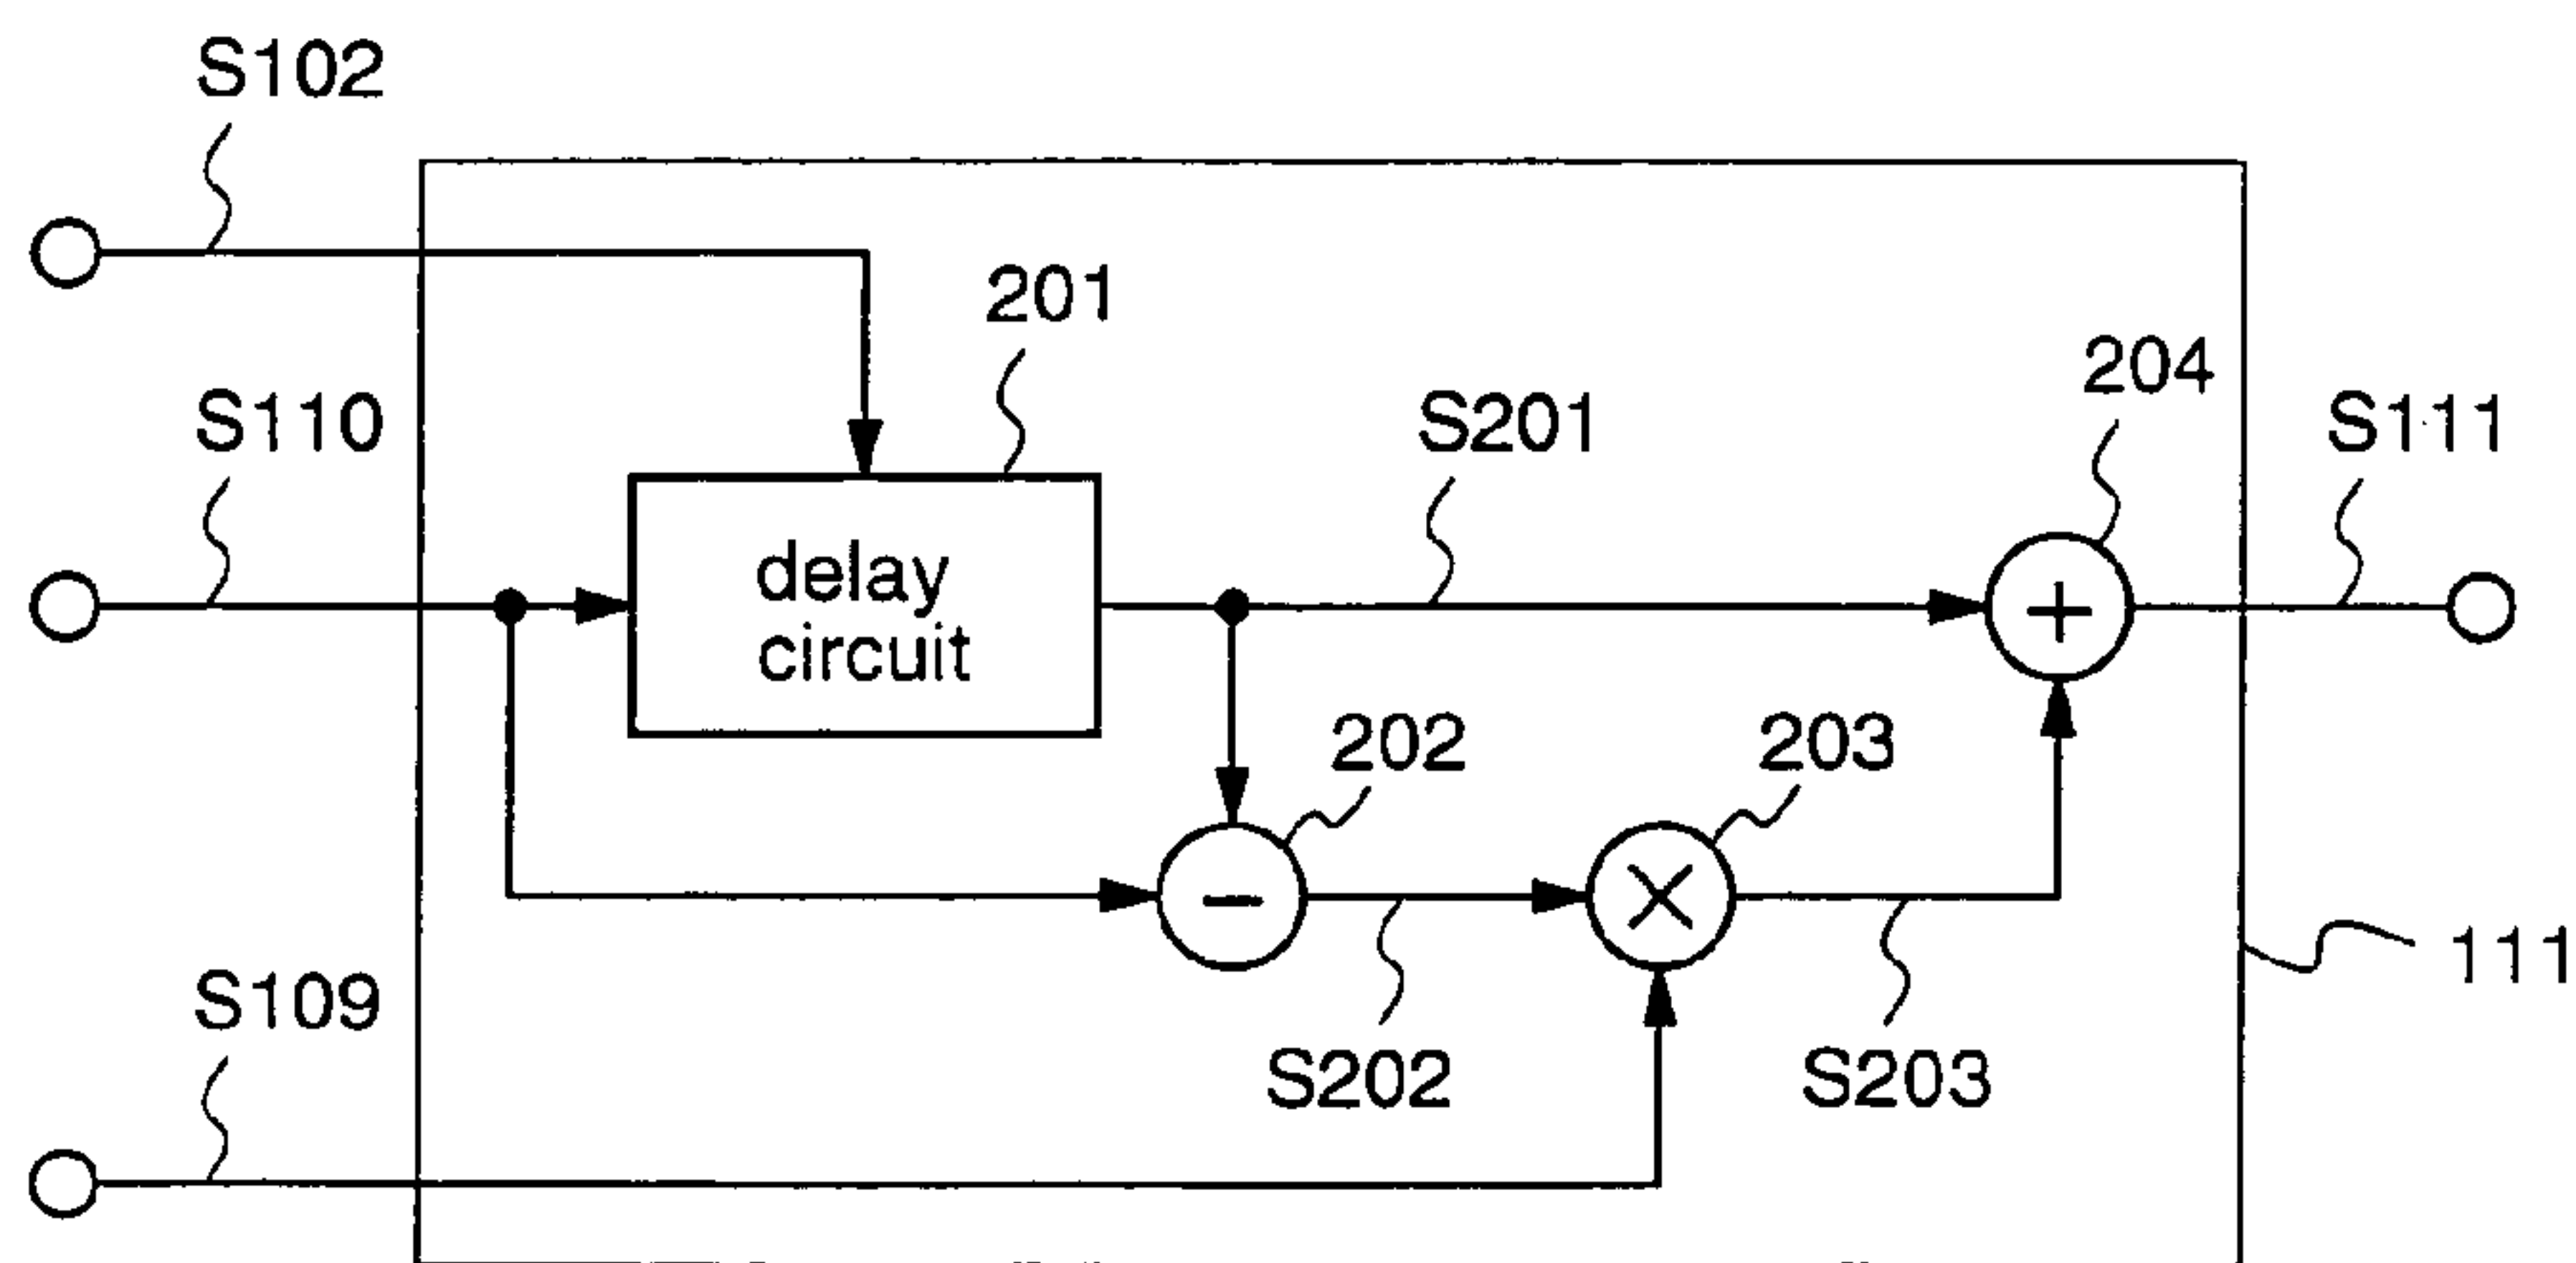 S102
201
204
S110
S201
S111
delay
circuit
202
203
+
-
×
111
S109
S202
S203